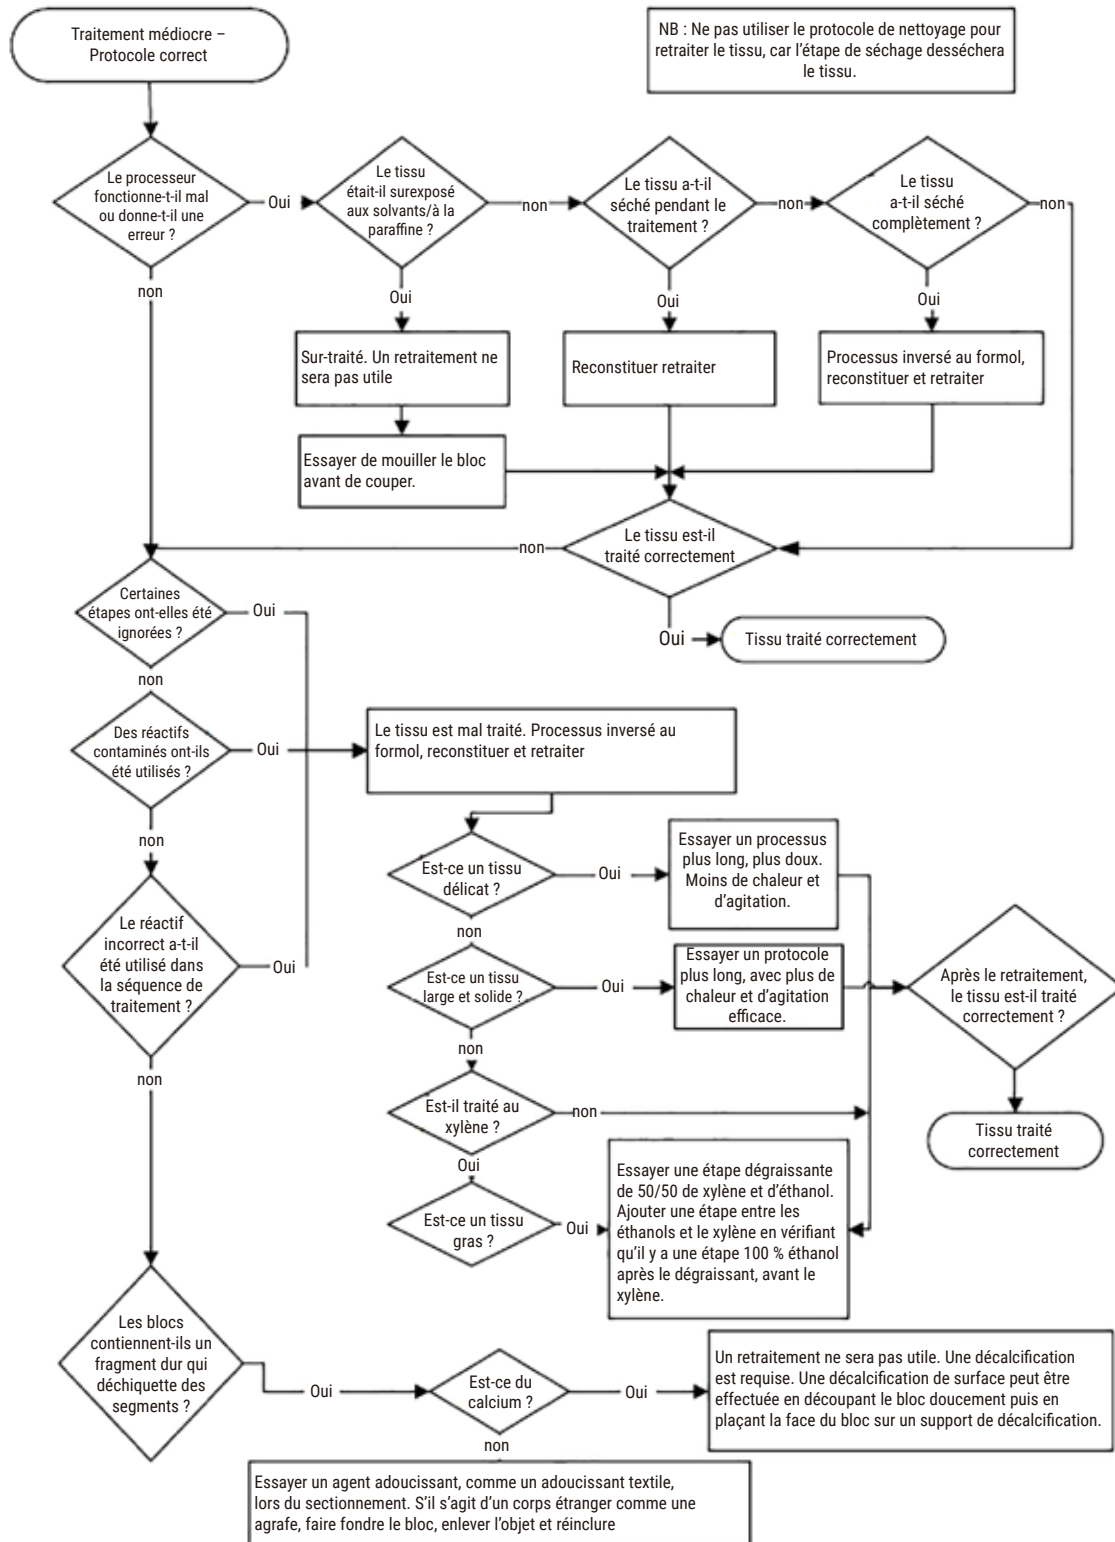 Traitement médiocre –
Protocole correct
NB : Ne pas utiliser le protocole de nettoyage pour
retraiter le tissu, car l'étape de séchage desséchera
le tissu.
Le processeur
fonctionne-t-il mal
ou donne-t-il une
erreur ?
Oui
Le tissu
était-il surexposé
aux solvants/à la
paraffine ?
non
Le tissu a-t-il
séché pendant le
traitement ?
non
Le tissu
a-t-il séché
complètement ?
non
non
Oui
Oui
Oui
Sur-traité. Un retraitement ne
sera pas utile
Reconstituer retraiter
Processus inversé au formol,
reconstituer et retraiter
Essayer de mouiller le bloc
avant de couper.
Le tissu est-il
traité correctement
non
Oui
Tissu traité correctement
Certaines
étapes ont-elles été
ignorées ?
Oui
non
Des réactifs
contaminés ont-ils
été utilisés ?
Oui
Le tissu est mal traité. Processus inversé au
formol, reconstituer et retraiter
non
Le réactif
incorrect a-t-il
été utilisé dans
la séquence de
traitement ?
Oui
non
Est-ce un tissu
délicat ?
Oui
Essayer un processus
plus long, plus doux.
Moins de chaleur et
d'agitation.
non
Est-ce un tissu
large et solide ?
Oui
Essayer un protocole
plus long, avec plus de
chaleur et d'agitation
efficace.
Après le retraitement,
le tissu est-il traité
correctement ?
non
Est-il traité au
xylène ?
non
Tissu traité
correctement
Oui
Est-ce un tissu
gras ?
Oui
Essayer une étape dégraissante
de 50/50 de xylène et d'éthanol.
Ajouter une étape entre les
éthanols et le xylène en vérifiant
qu'il y a une étape 100 % éthanol
après le dégraissant, avant le
xylène.
Les blocs
contiennent-ils un
fragment dur qui
déchiquette des
segments ?
Oui
Est-ce du
calcium ?
Oui
Un retraitement ne sera pas utile. Une décalcification
est requise. Une décalcification de surface peut être
effectuée en découpant le bloc doucement puis en
plaçant la face du bloc sur un support de décalcification.
non
Essayer un agent adoucissant, comme un adoucissant textile,
lors du sectionnement. S'il s'agit d'un corps étranger comme une
agrafe, faire fondre le bloc, enlever l'objet et réinclure